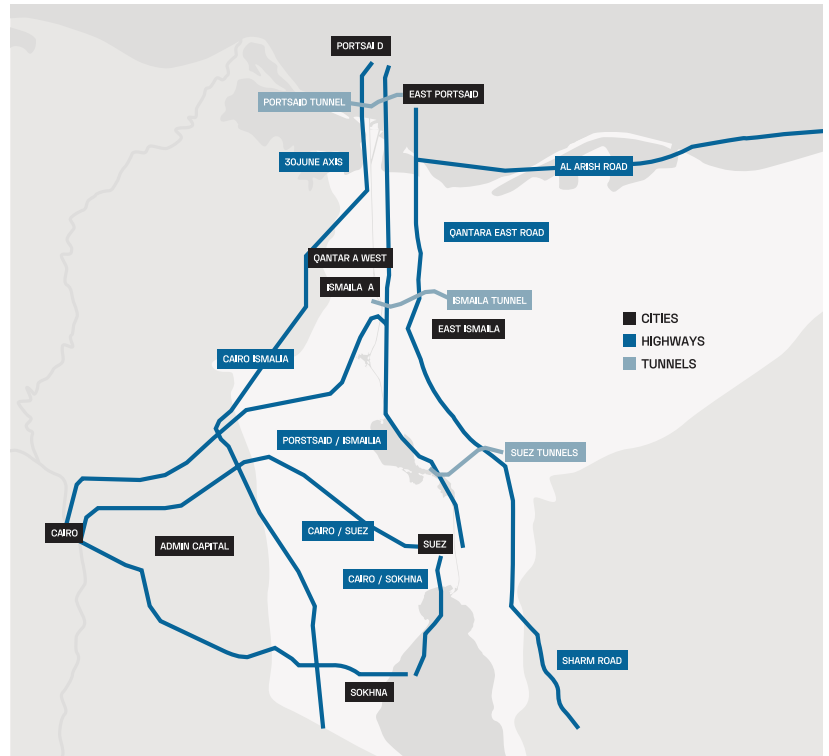 PORTSAI D
EAST PORTSAID
PORTSAID TUNNEL
30JUNE AXIS
AL ARISH ROAD
QANTARA EAST ROAD
QANTAR A WEST
ISMAILA A
ISMAILA TUNNEL
EAST ISMAILA
CITIES
HIGHWAYS
TUNNELS
CAIRO ISMALIA
PORSTSAID / ISMAILIA
SUEZ TUNNELS
CAIRO
CAIRO / SUEZ
ADMIN CAPITAL
SUEZ
CAIRO / SOKHNA
SHARM ROAD
SOKHNA